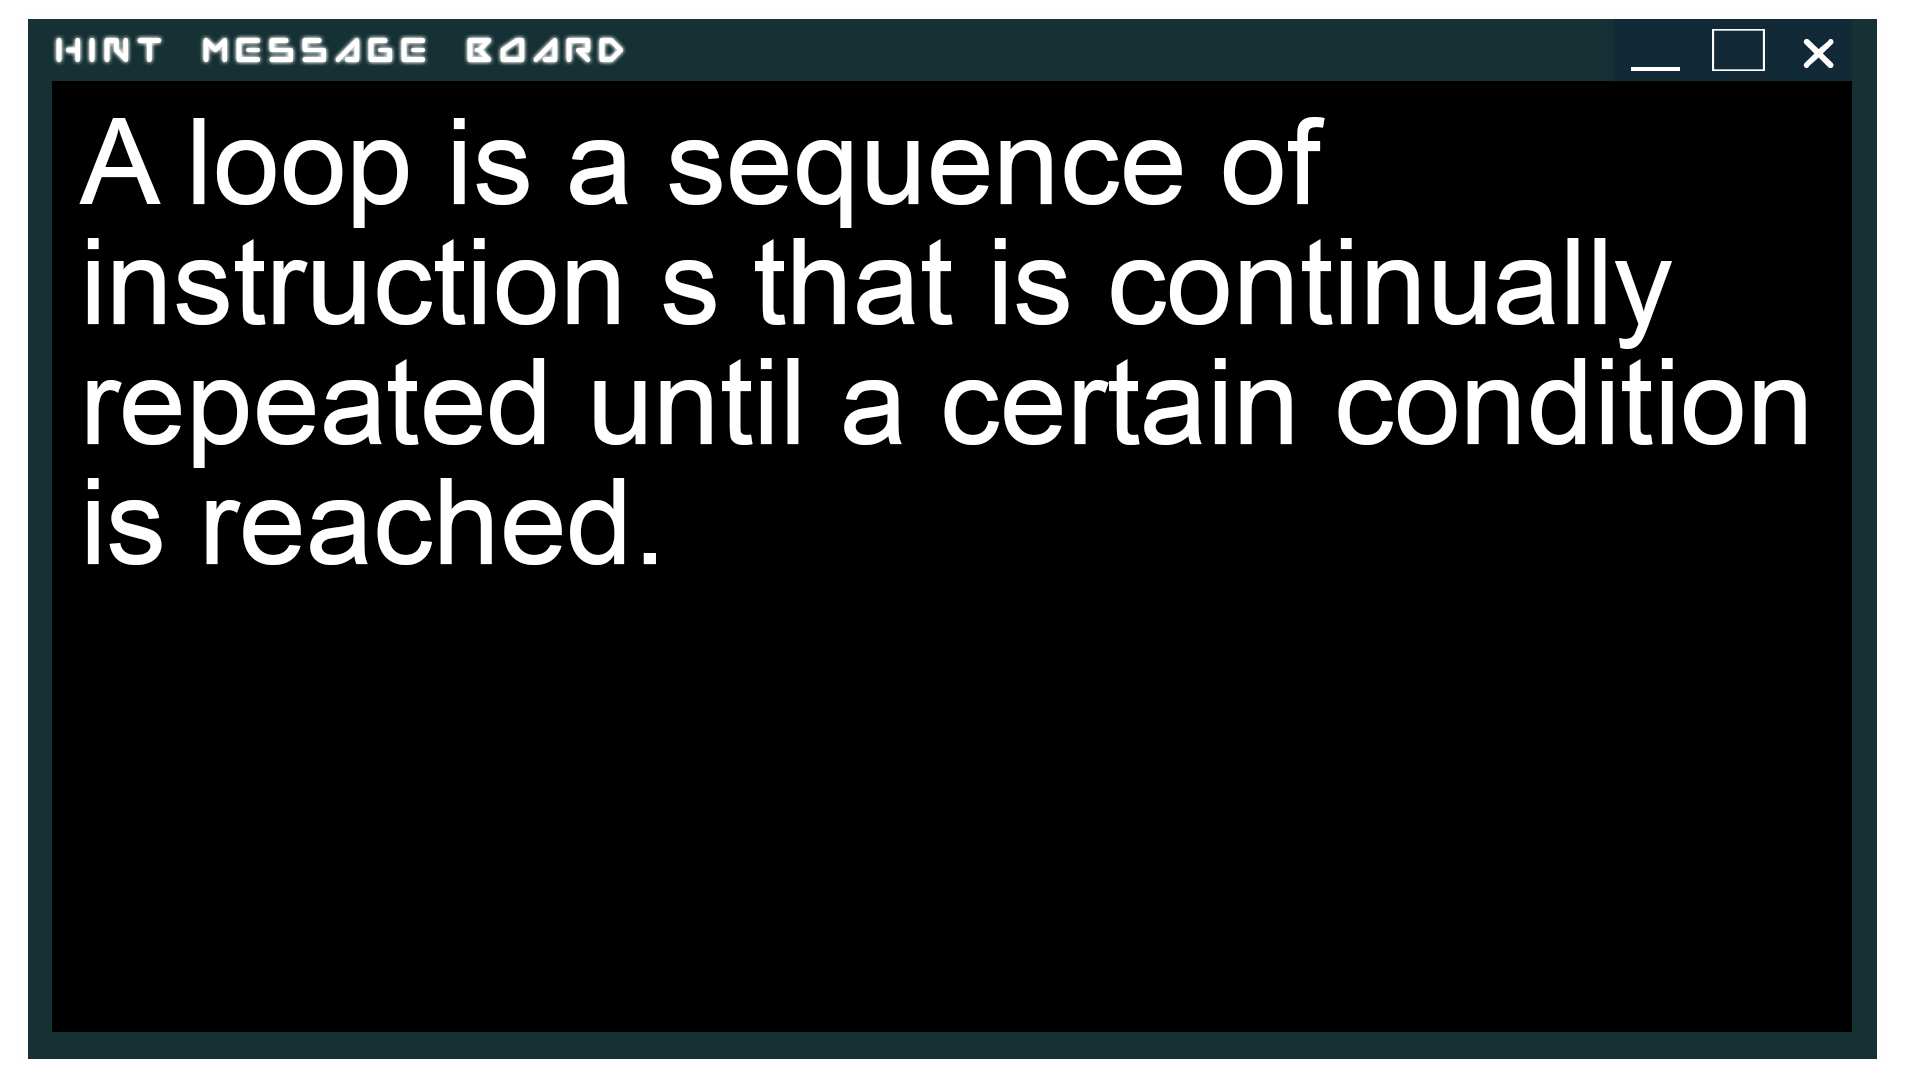 HINT MESSAGE BOARD
A loop is a sequence of
instruction s that is continually
repeated until a certain condition
is reached.